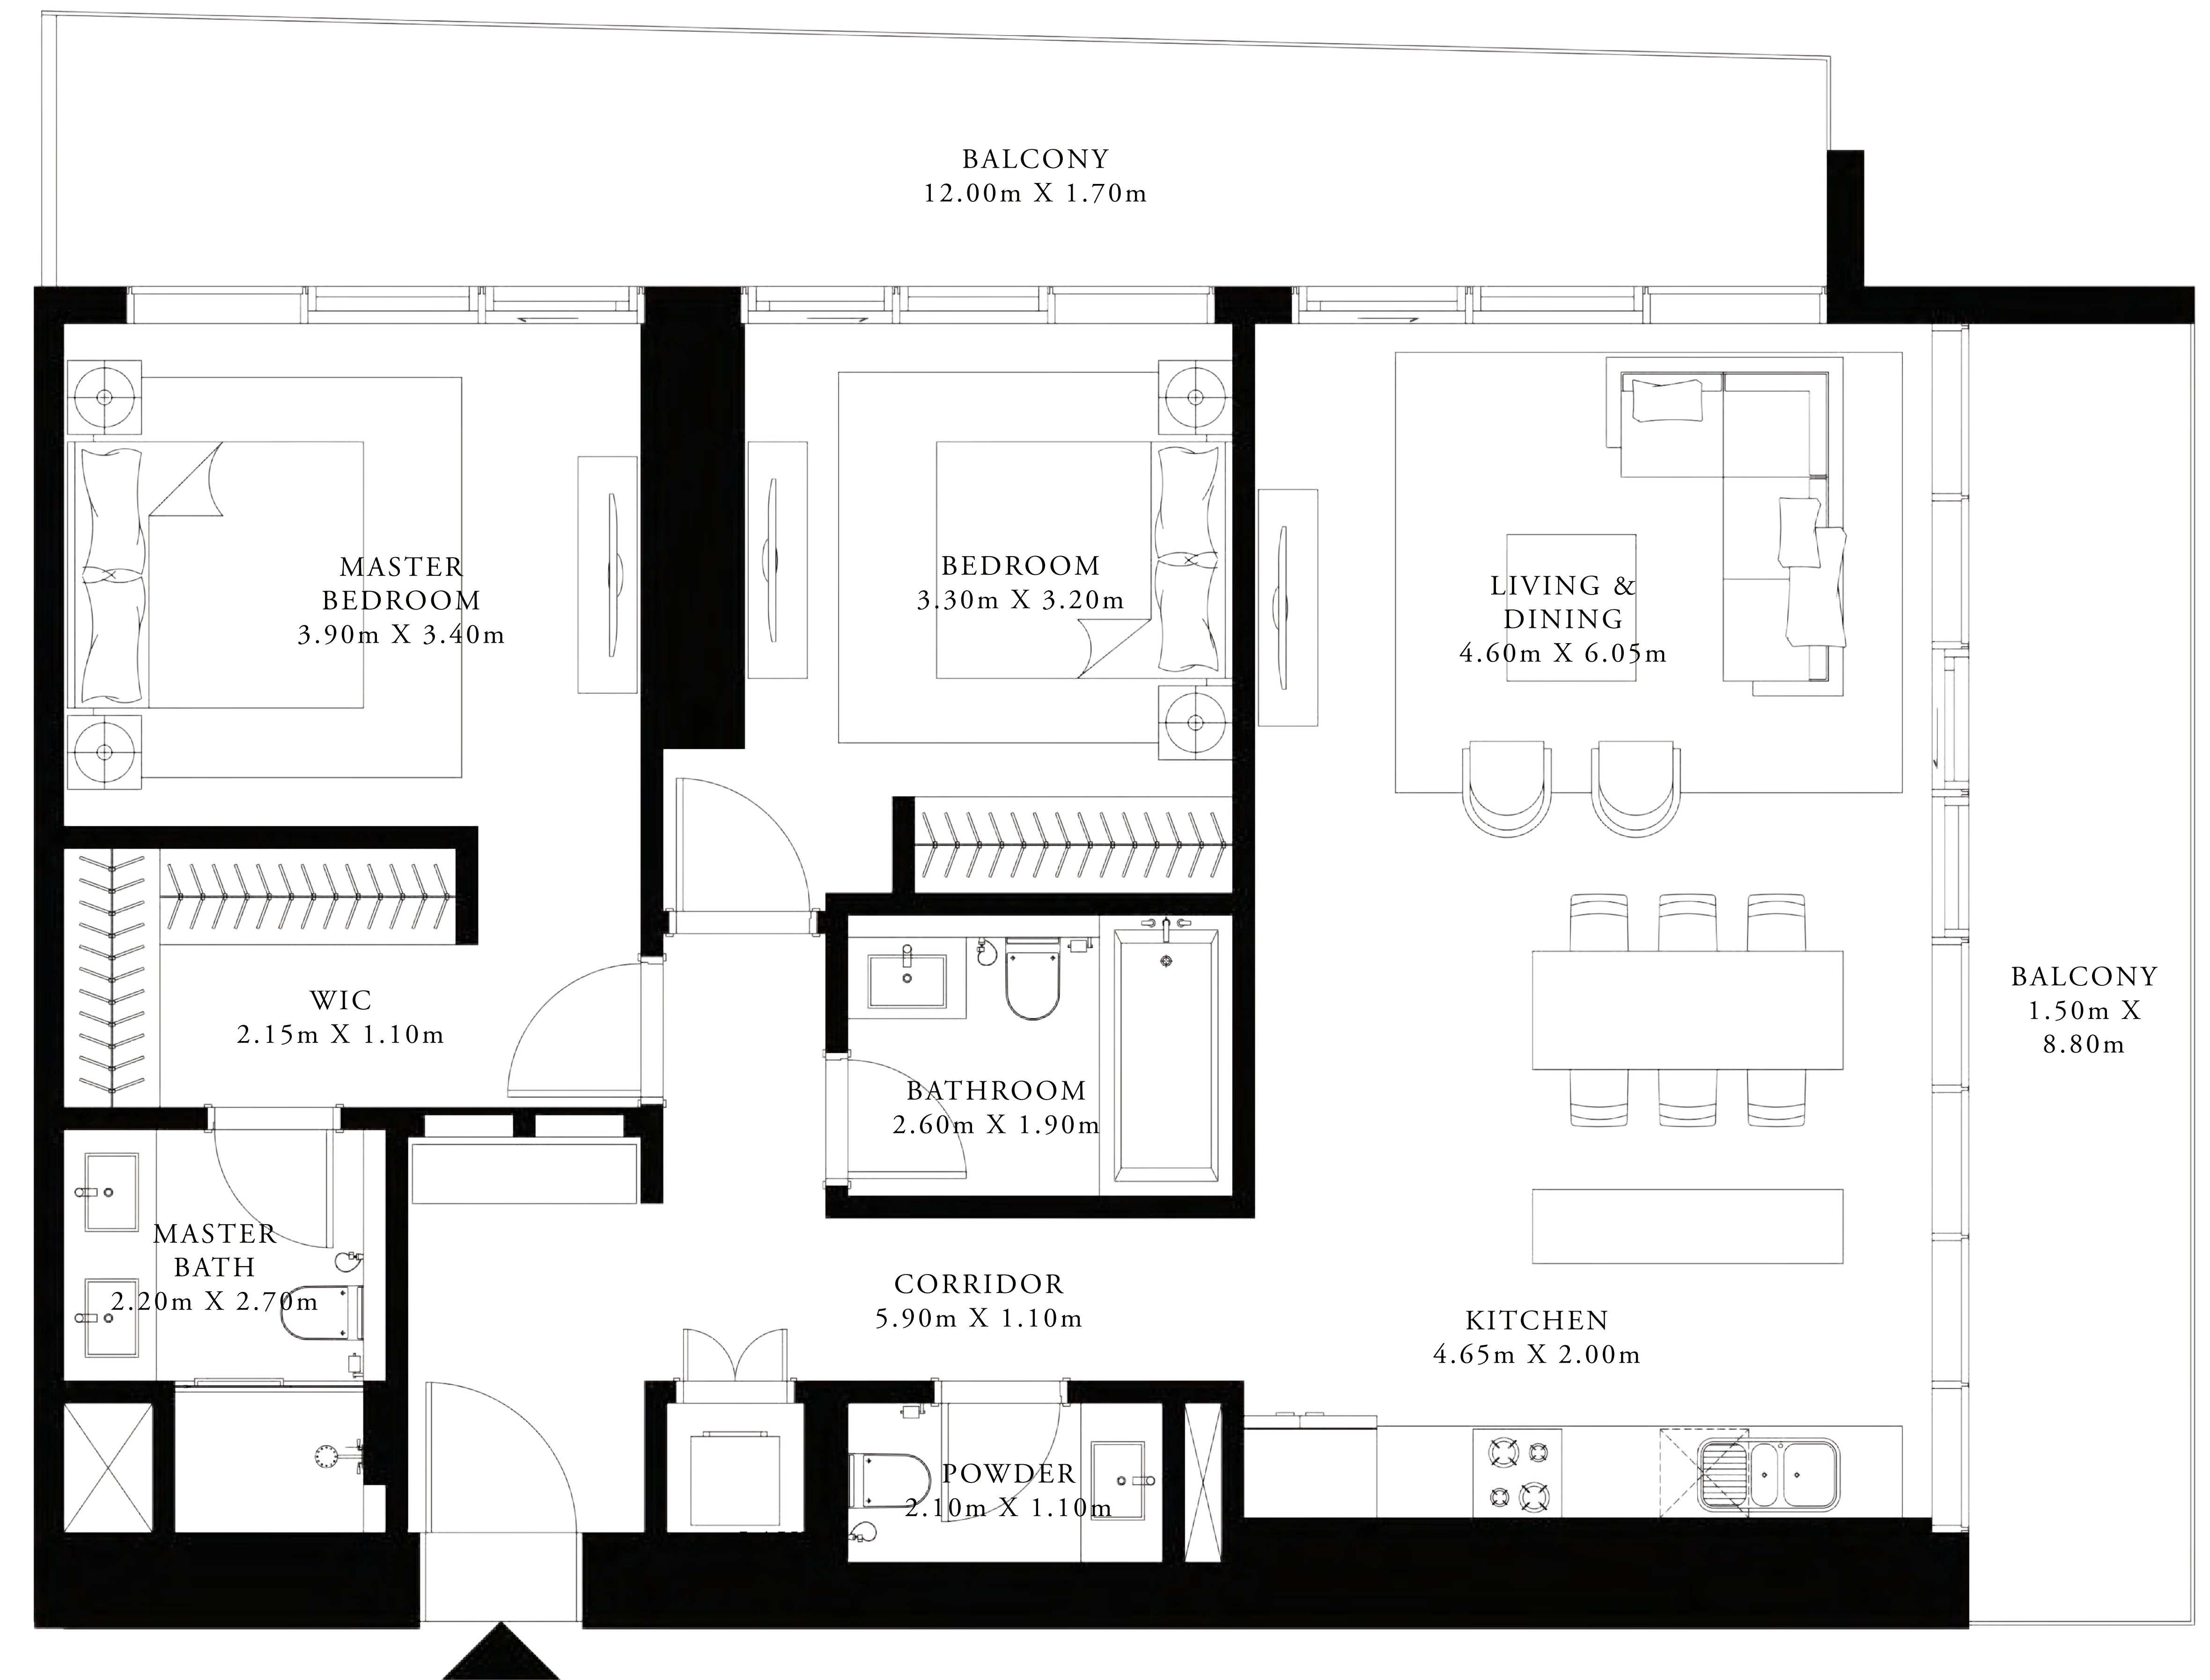 BALCONY
12.00m X 1.70m
MASTER
BEDROOM
3.90m X 3.40m
BEDROOM
3.30m X 3.20m
LIVING &
DINING
4.60m X 6.05m
WIC
2.15m X 1.10m
BATHROOM
2.60m X 1.90m
BALCONY
1.50m X
8.80m
MASTER
BATH
2.20m X 2.70m
CORRIDOR
5.90m X 1.10m
KITCHEN
4.65m X 2.00m
POWDER
2.10m X 1.10m